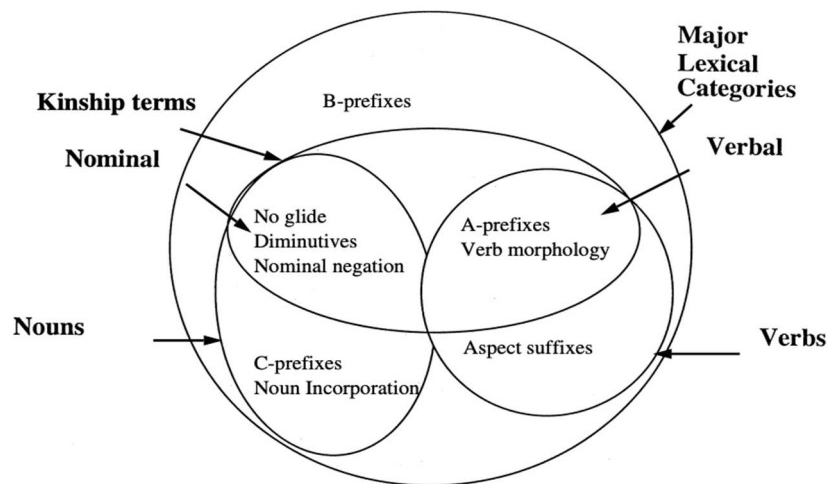 Major
Lexical
Categories
Kinship terms
B-prefixes
Nominal
Verbal
No glide
Diminutives
Nominal negation
A-prefixes
Verb morphology
Nouns
Verbs
Aspect suffixes
C-prefixes
Noun Incorporation